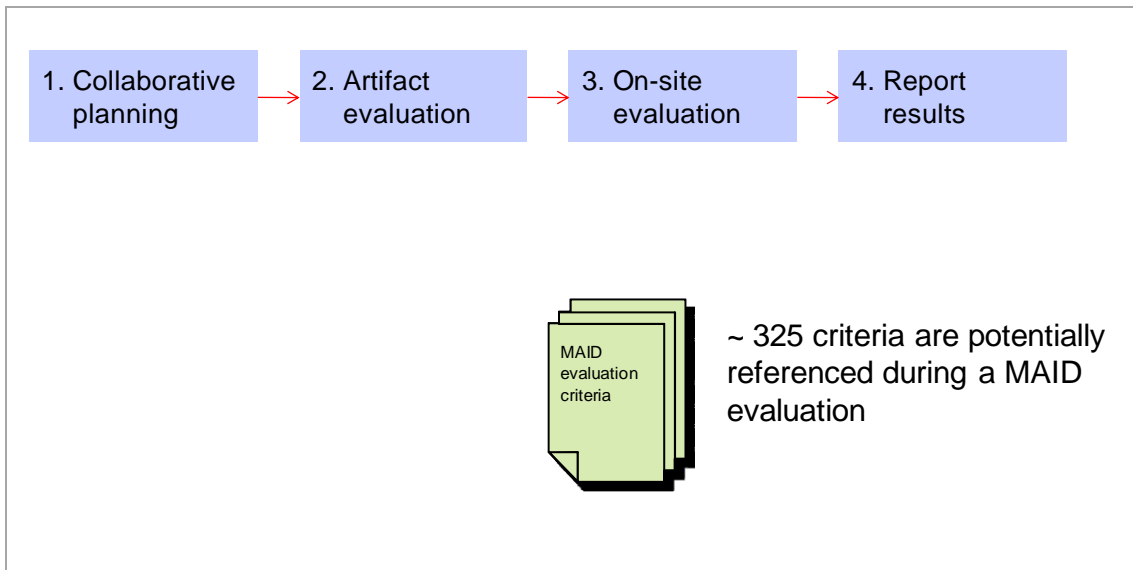 1. Collaborative
planning
2. Artifact
evaluation
3. On-site
evaluation
4. Report
results
MAID
evaluation
criteria
~ 325 criteria are potentially
referenced during a MAID
evaluation